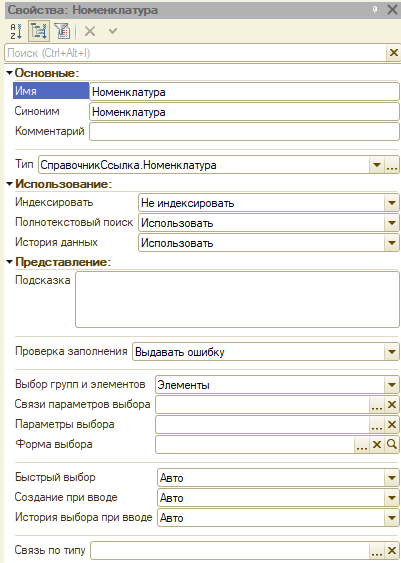 Свойства: Номенклатура
Поиск (Ctrl+Alt+I)
Основные:
Имя Номенклатура
Синоним Номенклатура
Комментарий
Тип СправочникСсылка.Номенклатура
Использование:
Индексировать Не индексировать
Полнотекстовый поиск Использовать
История данных Использовать
Представление:
Подсказка
Проверка заполнения Выдавать ошибку
Выбор групп и элементов Элементы
Связи параметров выбора
Параметры выбора
Форма выбора
Быстрый выбор Авто
Создание при вводе Авто
История выбора при вводе Авто
Связь по типу